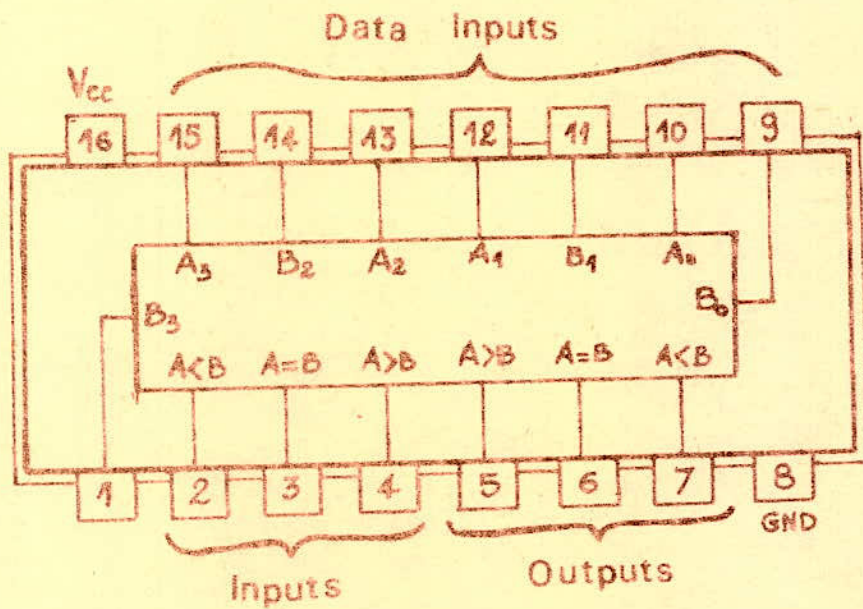 Data Inputs
Vcc
16 15 14 13 12 11 10 9
A3 B2 A2 A1 B1 A0
B3 B0
A<B A=B A>B A>B A=B A<B
1 2 3 4 5 6 7 8
GND
Inputs Outputs